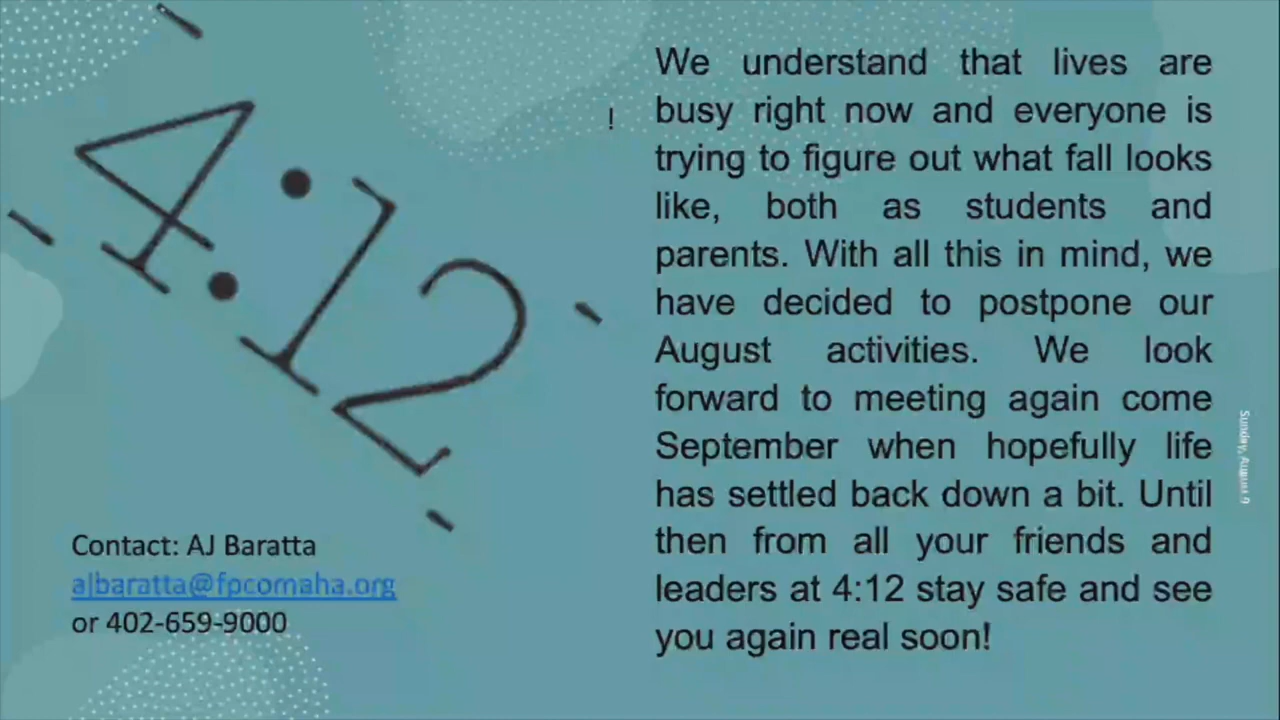 4:12
!
We understand that lives are
busy right now and everyone is
trying to figure out what fall looks
like, both as students and
parents. With all this in mind, we
have decided to postpone our
August activities. We look
forward to meeting again come
September when hopefully life
has settled back down a bit. Until
then from all your friends and
leaders at 4:12 stay safe and see
you again real soon!
Contact: AJ Baratta
ajbaratta@fpcomaha.org
or 402-659-9000
Sunday, August 9